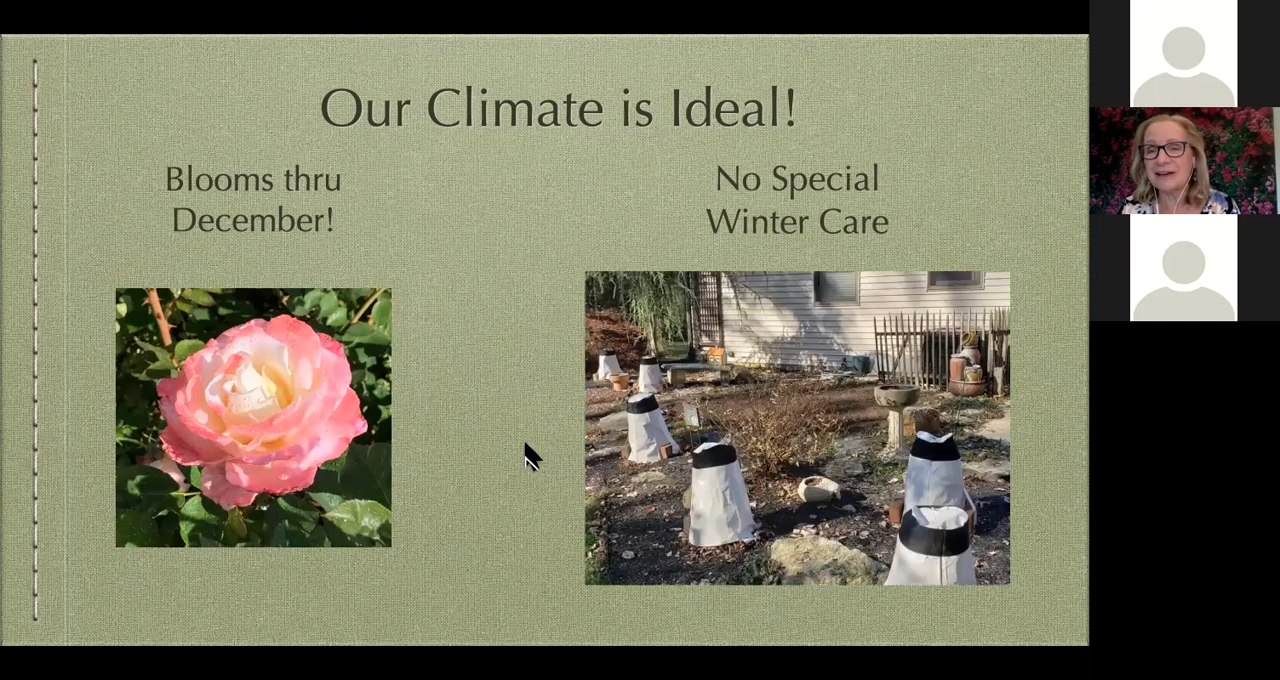 Our Climate is Ideal!
Blooms thru
December!
No Special
Winter Care